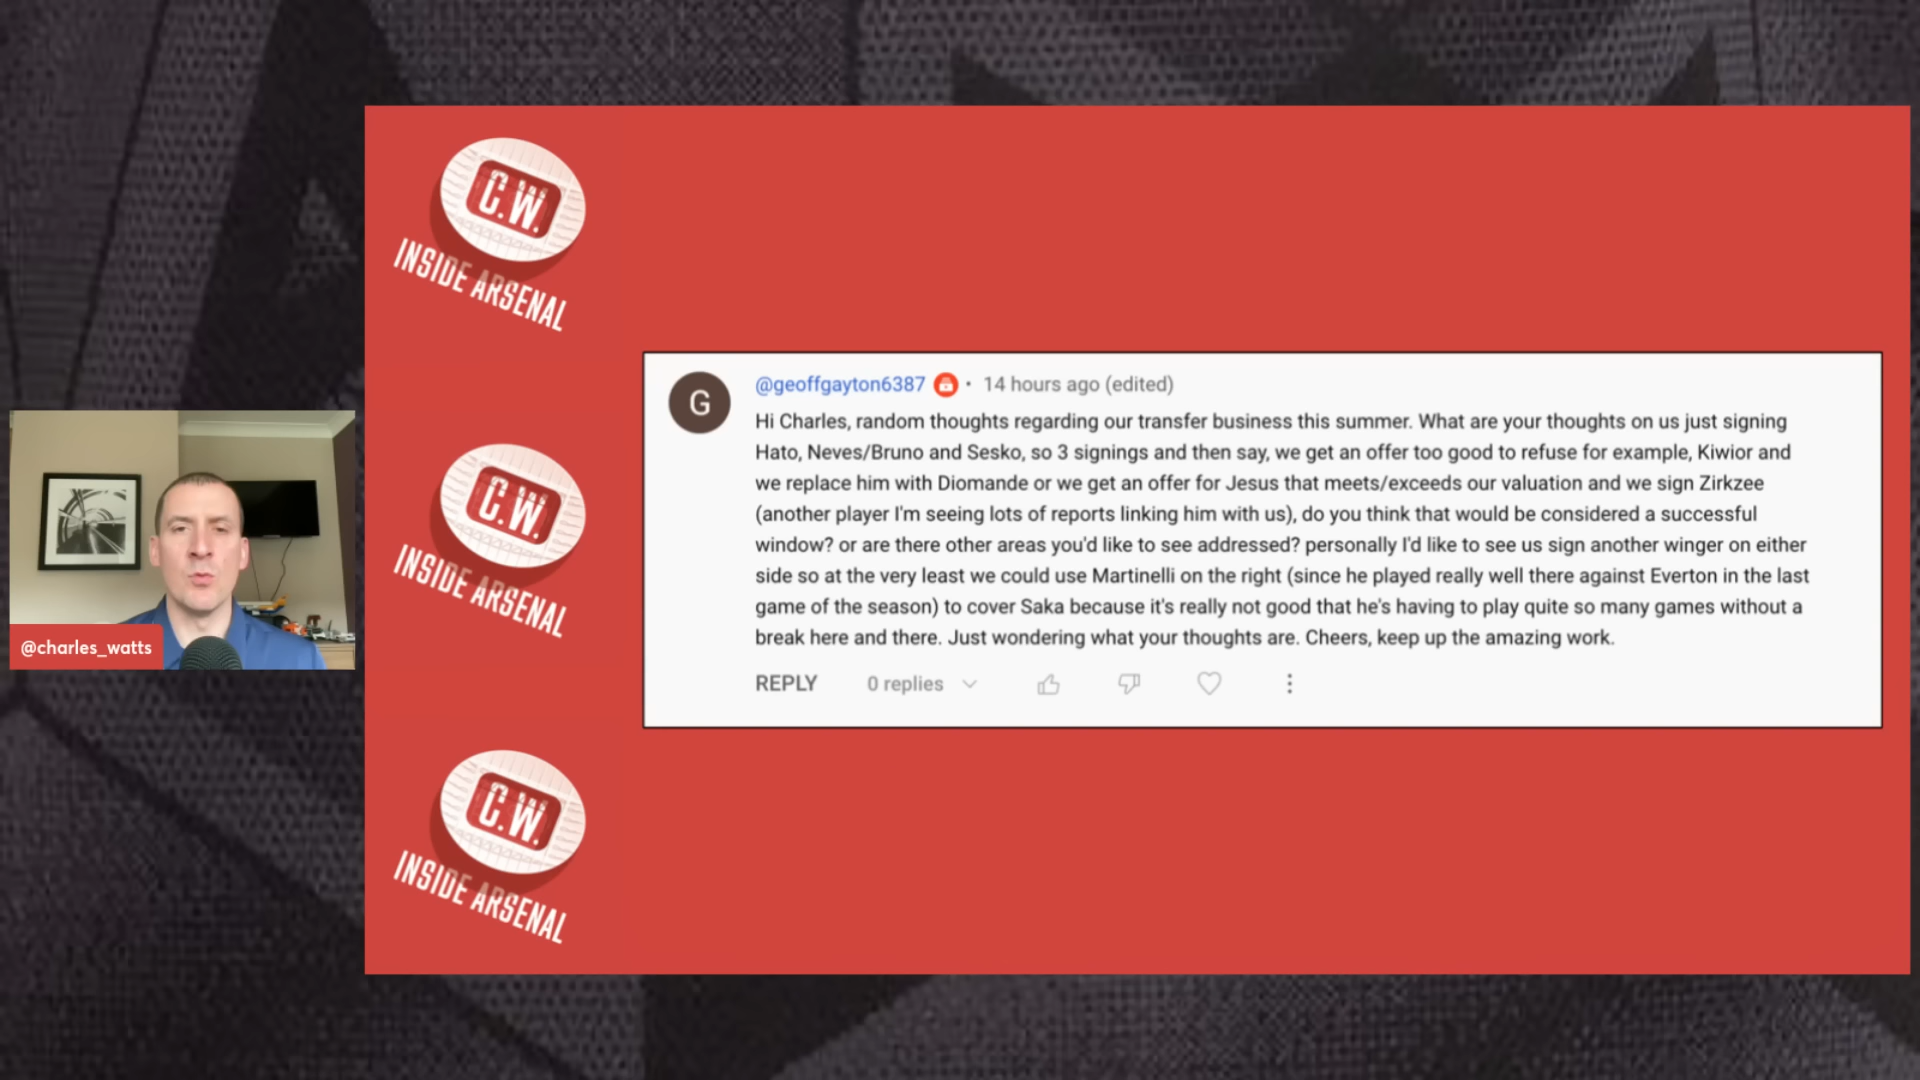 C.W.
INSIDE ARSENAL
C.W.
INSIDE ARSENAL
C.W.
INSIDE ARSENAL
@charles_watts
G
@geoffgayton6387 • 14 hours ago (edited)
Hi Charles, random thoughts regarding our transfer business this summer. What are your thoughts on us just signing
Hato, Neves/Bruno and Sesko, so 3 signings and then say, we get an offer too good to refuse for example, Kiwior and
we replace him with Diomande or we get an offer for Jesus that meets/exceeds our valuation and we sign Zirkzee
(another player I'm seeing lots of reports linking him with us), do you think that would be considered a successful
window? or are there other areas you'd like to see addressed? personally I'd like to see us sign another winger on either
side so at the very least we could use Martinelli on the right (since he played really well there against Everton in the last
game of the season) to cover Saka because it's really not good that he's having to play quite so many games without a
break here and there. Just wondering what your thoughts are. Cheers, keep up the amazing work.
REPLY 0 replies